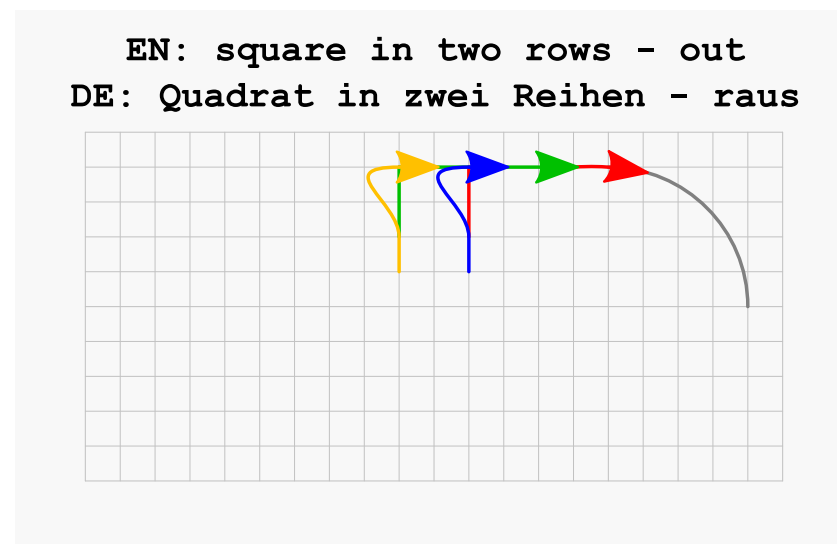 EN: square in two rows - out
DE: Quadrat in zwei Reihen - raus